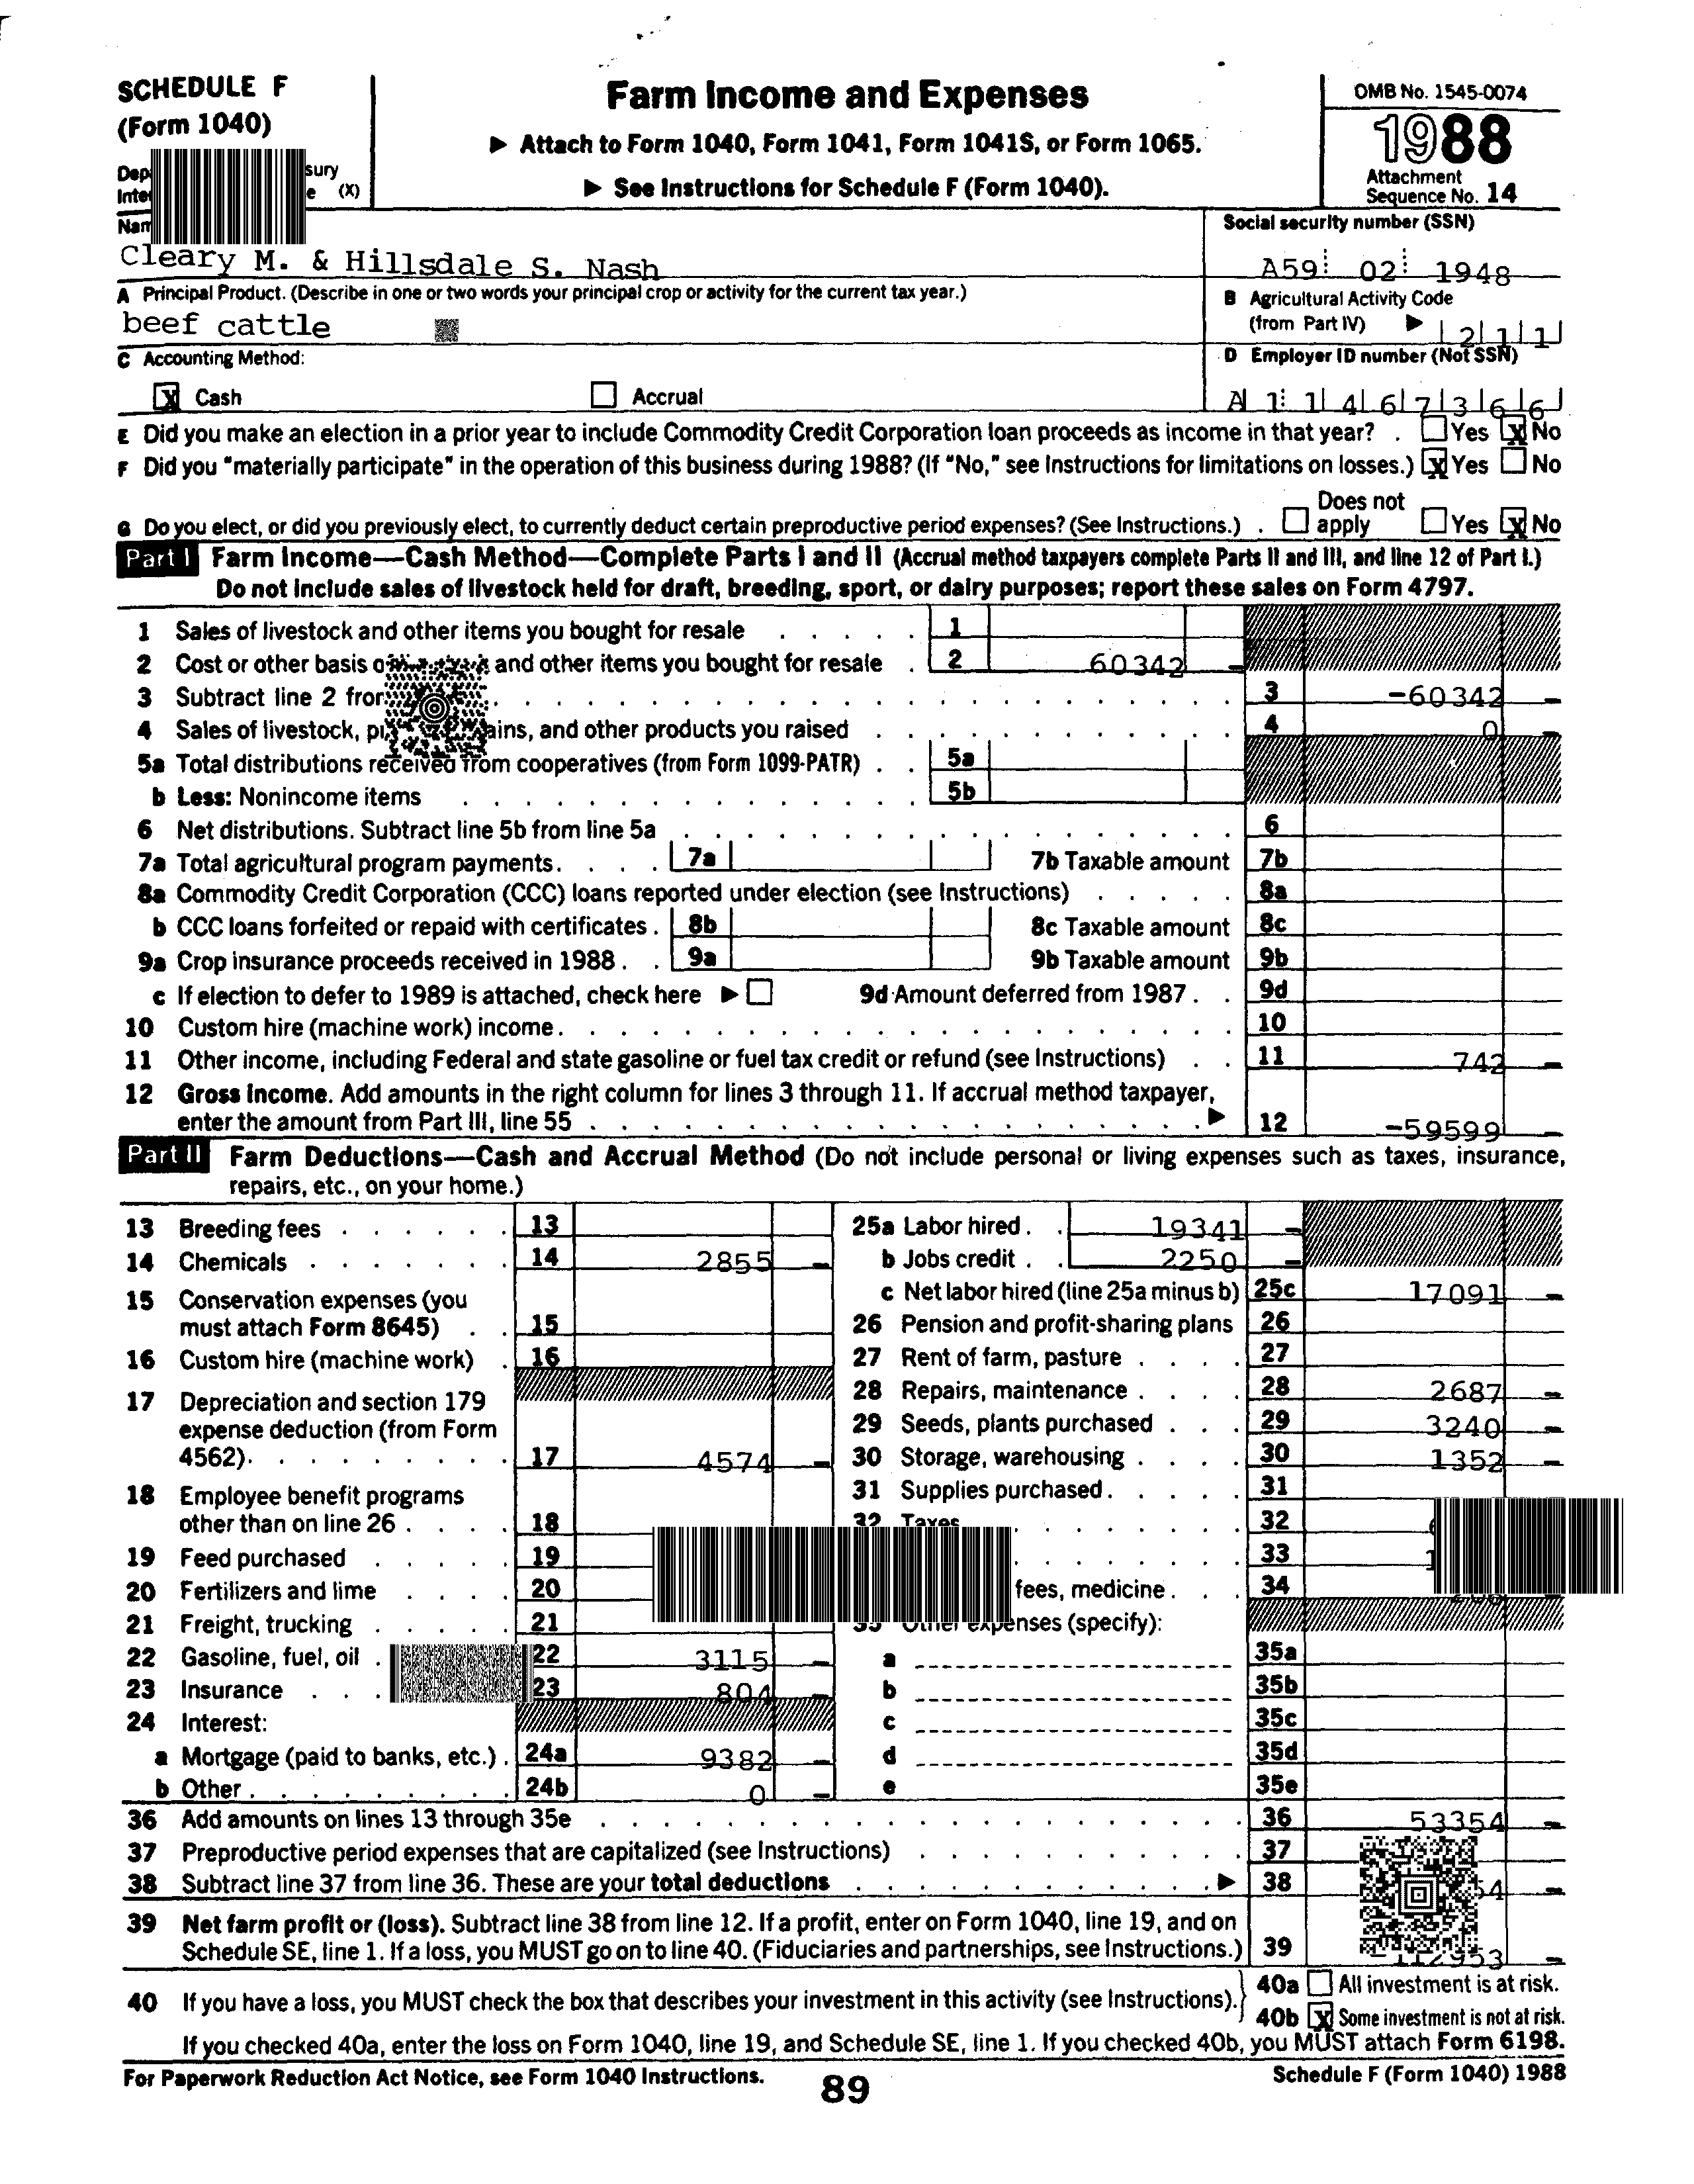 SCHEDULE F
(Form 1040)
(X)
Farm Income and Expenses
▶ Attach to Form 1040, Form 1041, Form 1041S, or Form 1065.
▶ See Instructions for Schedule F (Form 1040).
OMB No. 1545-0074
1988
Attachment
Sequence No. 14
Social security number (SSN)
Cleary M. & Hillsdale S. Nash
A59 02 1948
A Principal Product. (Describe in one or two words your principal crop or activity for the current tax year.)
beef cattle
B Agricultural Activity Code
(from Part IV) ▶ 2 1 1
C Accounting Method:
D Employer ID number (Not SSN)
X Cash Accrual
A 1 1 4 6 7 3 6 6
E Did you make an election in a prior year to include Commodity Credit Corporation loan proceeds as income in that year? . Yes X No
F Did you "materially participate" in the operation of this business during 1988? (If "No," see Instructions for limitations on losses.) X Yes No
G Do you elect, or did you previously elect, to currently deduct certain preproductive period expenses? (See Instructions.) . Does not apply Yes X No
Part I Farm Income—Cash Method—Complete Parts I and II (Accrual method taxpayers complete Parts II and III, and line 12 of Part I.)
Do not include sales of livestock held for draft, breeding, sport, or dairy purposes; report these sales on Form 4797.
1 Sales of livestock and other items you bought for resale 1
2 Cost or other basis and other items you bought for resale 2 60342 –
3 Subtract line 2 3 -60342 –
4 Sales of livestock, and other products you raised 4 0 –
5a Total distributions received from cooperatives (from Form 1099-PATR) 5a
b Less: Nonincome items 5b
6 Net distributions. Subtract line 5b from line 5a 6
7a Total agricultural program payments 7a 7b Taxable amount 7b
8a Commodity Credit Corporation (CCC) loans reported under election (see Instructions) 8a
b CCC loans forfeited or repaid with certificates 8b 8c Taxable amount 8c
9a Crop insurance proceeds received in 1988 9a 9b Taxable amount 9b
c If election to defer to 1989 is attached, check here ▶ 9d Amount deferred from 1987 9d
10 Custom hire (machine work) income 10
11 Other income, including Federal and state gasoline or fuel tax credit or refund (see Instructions) 11 742 –
12 Gross income. Add amounts in the right column for lines 3 through 11. If accrual method taxpayer,
enter the amount from Part III, line 55 ▶ 12 -59599 –
Part II Farm Deductions—Cash and Accrual Method (Do not include personal or living expenses such as taxes, insurance,
repairs, etc., on your home.)
13 Breeding fees 13
14 Chemicals 14 2855 –
15 Conservation expenses (you
must attach Form 8645) 15
16 Custom hire (machine work) 16
17 Depreciation and section 179
expense deduction (from Form
4562) 17 4574 –
18 Employee benefit programs
other than on line 26 18
19 Feed purchased 19
20 Fertilizers and lime 20
21 Freight, trucking 21
22 Gasoline, fuel, oil 22 3115 –
23 Insurance 23 804 –
24 Interest:
a Mortgage (paid to banks, etc.) 24a 9382 –
b Other 24b 0 –
25a Labor hired 19341 –
b Jobs credit 2250 –
c Net labor hired (line 25a minus b) 25c 17091 –
26 Pension and profit-sharing plans 26
27 Rent of farm, pasture 27
28 Repairs, maintenance 28 2687 –
29 Seeds, plants purchased 29 3240 –
30 Storage, warehousing 30 1352 –
31 Supplies purchased 31
32 Taxes 32
33
fees, medicine 34
35 Other expenses (specify):
a 35a
b 35b
c 35c
d 35d
e 35e
36 Add amounts on lines 13 through 35e 36 53354 –
37 Preproductive period expenses that are capitalized (see Instructions) 37
38 Subtract line 37 from line 36. These are your total deductions ▶ 38 –
39 Net farm profit or (loss). Subtract line 38 from line 12. If a profit, enter on Form 1040, line 19, and on
Schedule SE, line 1. If a loss, you MUST go on to line 40. (Fiduciaries and partnerships, see Instructions.) 39 -112953 –
40 If you have a loss, you MUST check the box that describes your investment in this activity (see Instructions).
40a All investment is at risk.
40b X Some investment is not at risk.
If you checked 40a, enter the loss on Form 1040, line 19, and Schedule SE, line 1. If you checked 40b, you MUST attach Form 6198.
For Paperwork Reduction Act Notice, see Form 1040 Instructions.
89
Schedule F (Form 1040) 1988